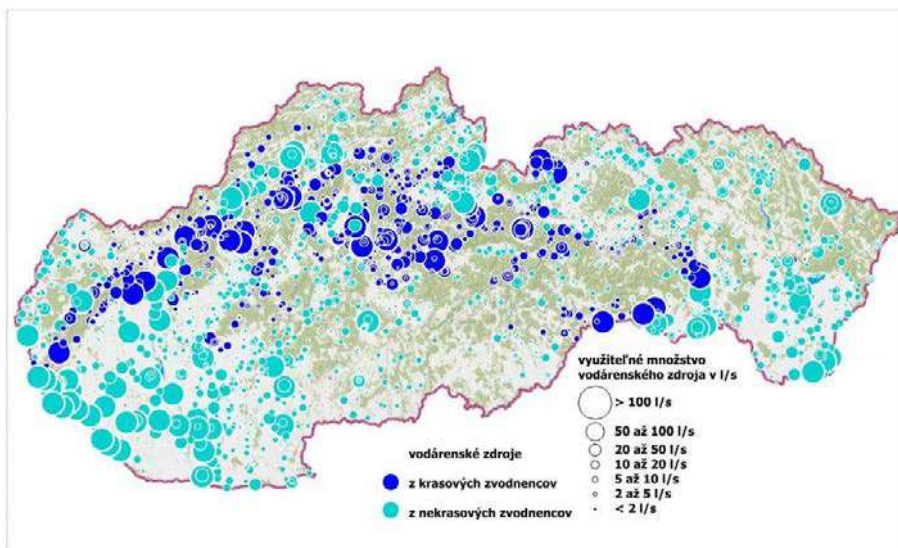 vodárenské zdroje
z krasových zvodnencov
z nekrasových zvodnencov
využiteľné množstvo
vodárenského zdroja v l/s
> 100 l/s
50 až 100 l/s
20 až 50 l/s
10 až 20 l/s
5 až 10 l/s
2 až 5 l/s
< 2 l/s